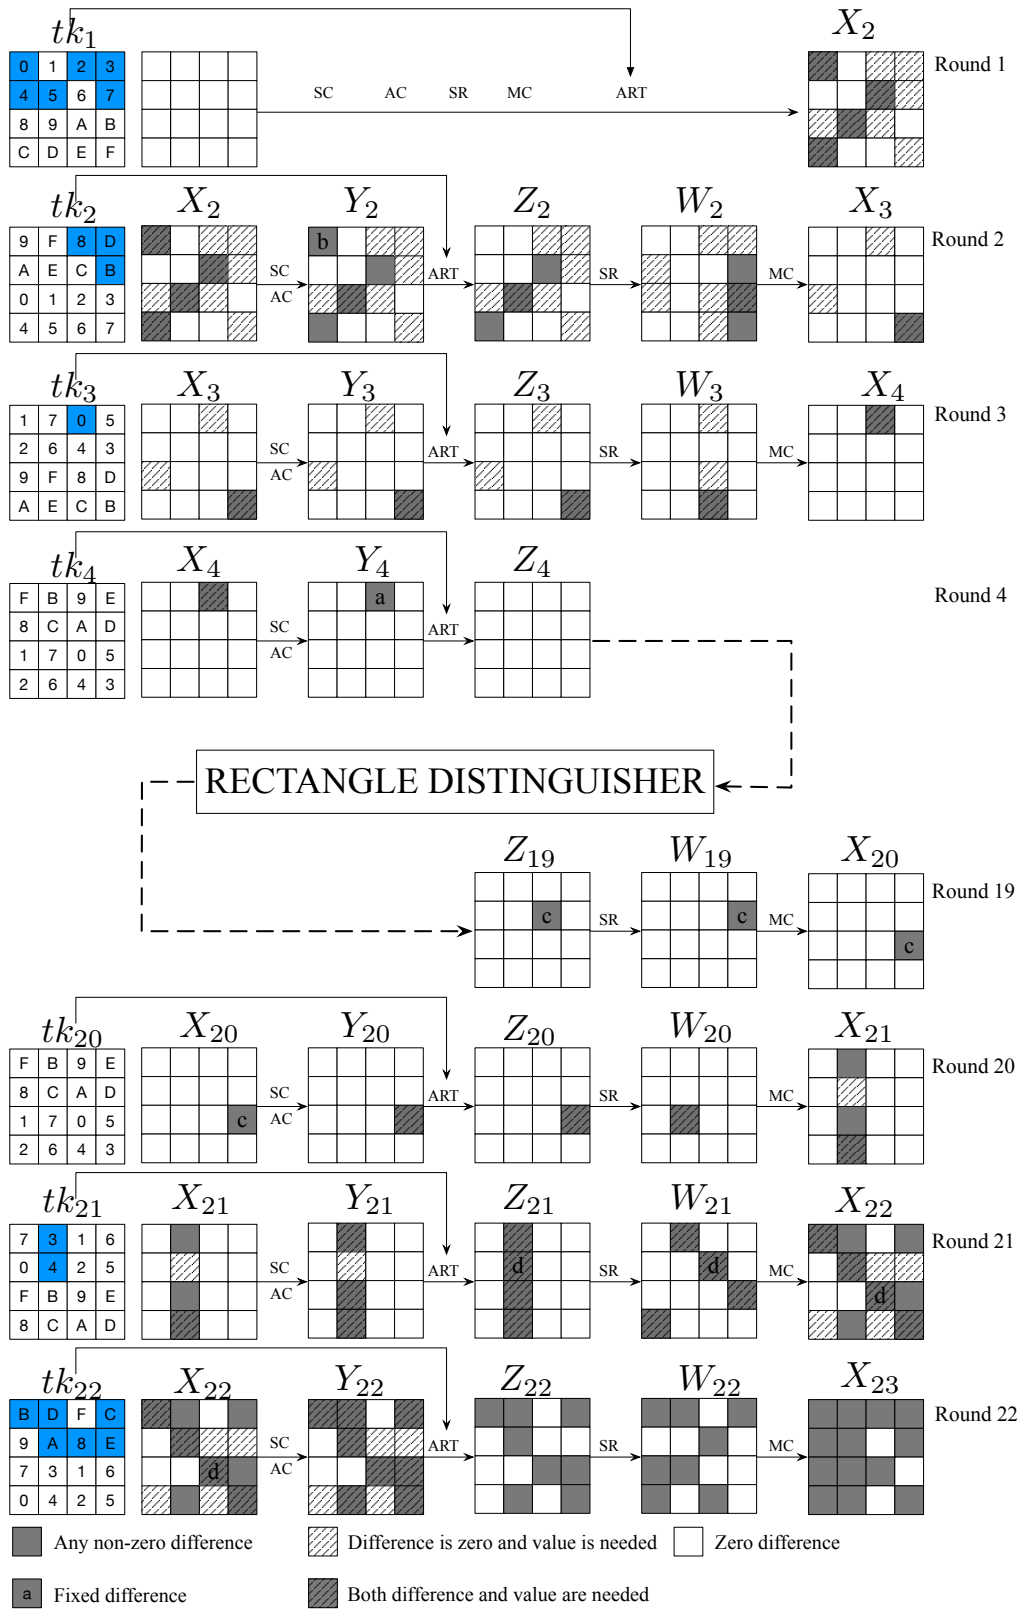 tk1 X2
0 1 2 3 Round 1
4 5 6 7 SC AC SR MC ART
8 9 A B
C D E F
tk2 X2 Y2 Z2 W2 X3
9 F 8 D b Round 2
A E C B SC ART SR MC
0 1 2 3 AC
4 5 6 7
tk3 X3 Y3 Z3 W3 X4
1 7 0 5 Round 3
2 6 4 3 SC ART SR MC
9 F 8 D AC
A E C B
tk4 X4 Y4 Z4
F B 9 E a Round 4
8 C A D SC ART
1 7 0 5 AC
2 6 4 3
RECTANGLE DISTINGUISHER
Z19 W19 X20
Round 19
c SR c MC
c
tk20 X20 Y20 Z20 W20 X21
F B 9 E Round 20
8 C A D SC ART SR MC
1 7 0 5 c AC
2 6 4 3
tk21 X21 Y21 Z21 W21 X22
7 3 1 6 Round 21
0 4 2 5 SC ART d SR d MC
F B 9 E AC d
8 C A D
tk22 X22 Y22 Z22 W22 X23
B D F C Round 22
9 A 8 E SC ART SR MC
7 3 1 6 d AC
0 4 2 5
Any non-zero difference Difference is zero and value is needed Zero difference
a Fixed difference Both difference and value are needed